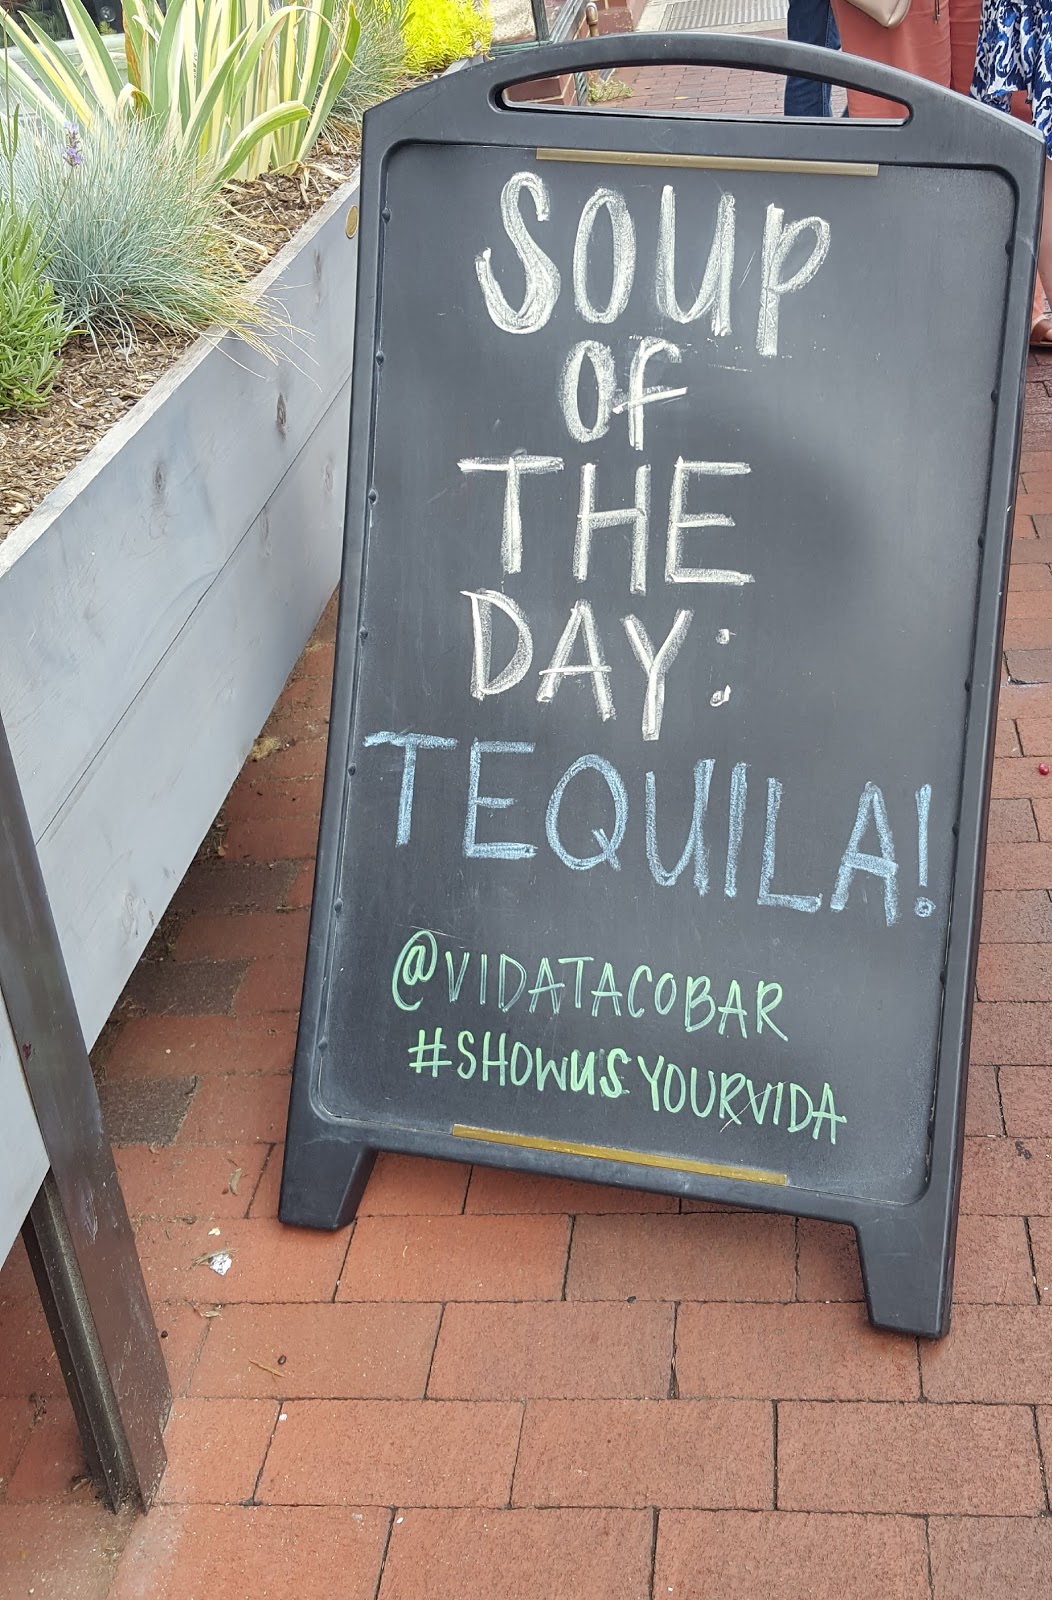 SOUP
OF
THE
DAY:
TEQUILA!
@VIDATACOBAR
#SHOWUSYOURVIDA